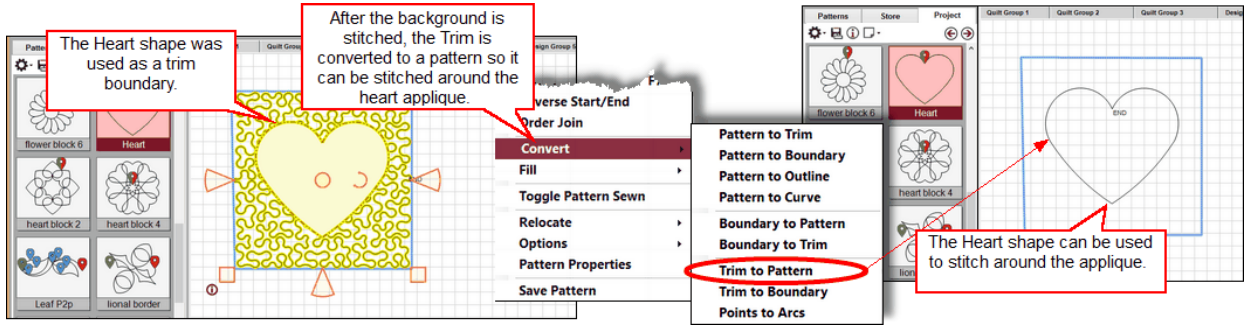 The Heart shape was
used as a trim
boundary.
After the background is
stitched, the Trim is
converted to a pattern so it
can be stitched around the
heart applique.
Quilt Group
ign Group 5
flower block 6
Heart
heart block 2
heart block 4
Leaf P2p
lional border
END
verse Start/End
Order Join
Convert
Fill
Toggle Pattern Sewn
Relocate
Options
Pattern Properties
Save Pattern
Pattern to Trim
Pattern to Boundary
Pattern to Outline
Pattern to Curve
Boundary to Pattern
Boundary to Trim
Trim to Pattern
Trim to Boundary
Points to Arcs
Patterns
Store
Project
Quilt Group 1
Quilt Group 2
Quilt Group 3
Desig
flower block 6
Heart
heart block 4
lion
END
The Heart shape can be used
to stitch around the applique.